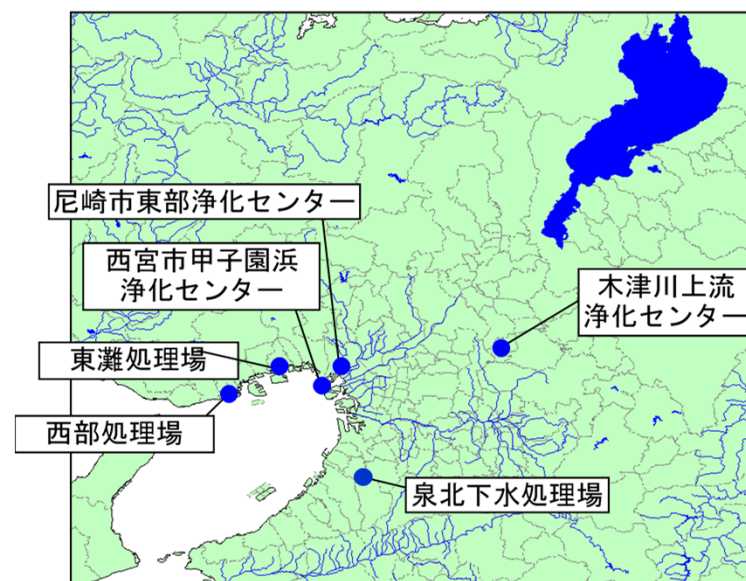 尼崎市東部浄化センター
西宮市甲子園浜
浄化センター
木津川上流
浄化センター
東灘処理場
西部処理場
泉北下水処理場